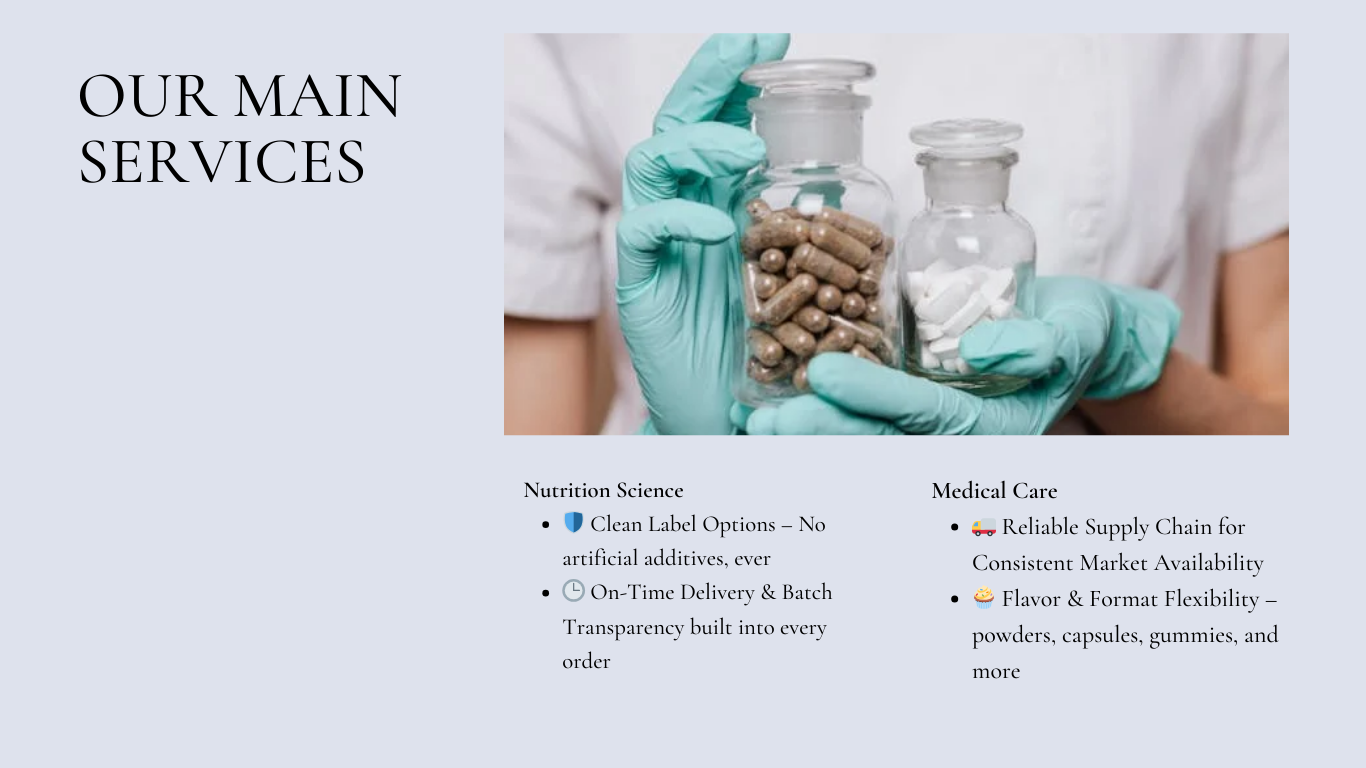 OUR MAIN
SERVICES
Nutrition Science
• 🛡️ Clean Label Options – No
artificial additives, ever
• 🕒 On-Time Delivery & Batch
Transparency built into every
order
Medical Care
• 🚚 Reliable Supply Chain for
Consistent Market Availability
• 🧁 Flavor & Format Flexibility –
powders, capsules, gummies, and
more